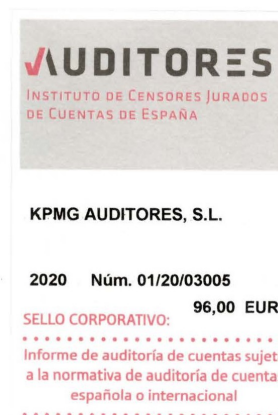 AUDITORES
INSTITUTO DE CENSORES JURADOS
DE CUENTAS DE ESPAÑA
KPMG AUDITORES, S.L.
2020 Núm. 01/20/03005
96,00 EUR
SELLO CORPORATIVO:
Informe de auditoría de cuentas sujet
a la normativa de auditoría de cuenta
española o internacional